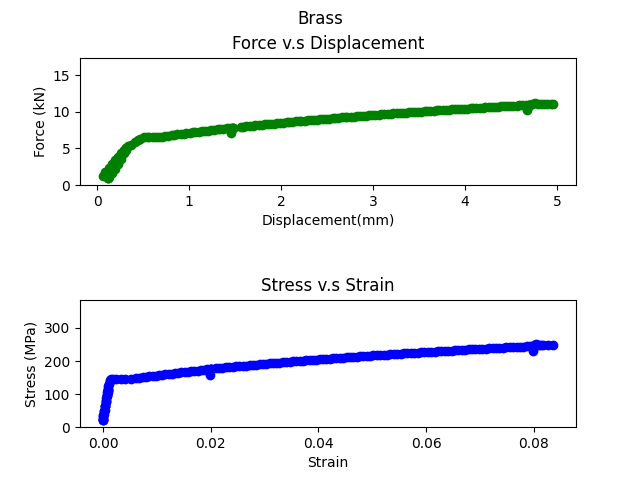 Brass
Force v.s Displacement
Force (kN)
15
10
5
0
0 1 2 3 4 5
Displacement(mm)
Stress v.s Strain
Stress (MPa)
300
200
100
0
0.00 0.02 0.04 0.06 0.08
Strain